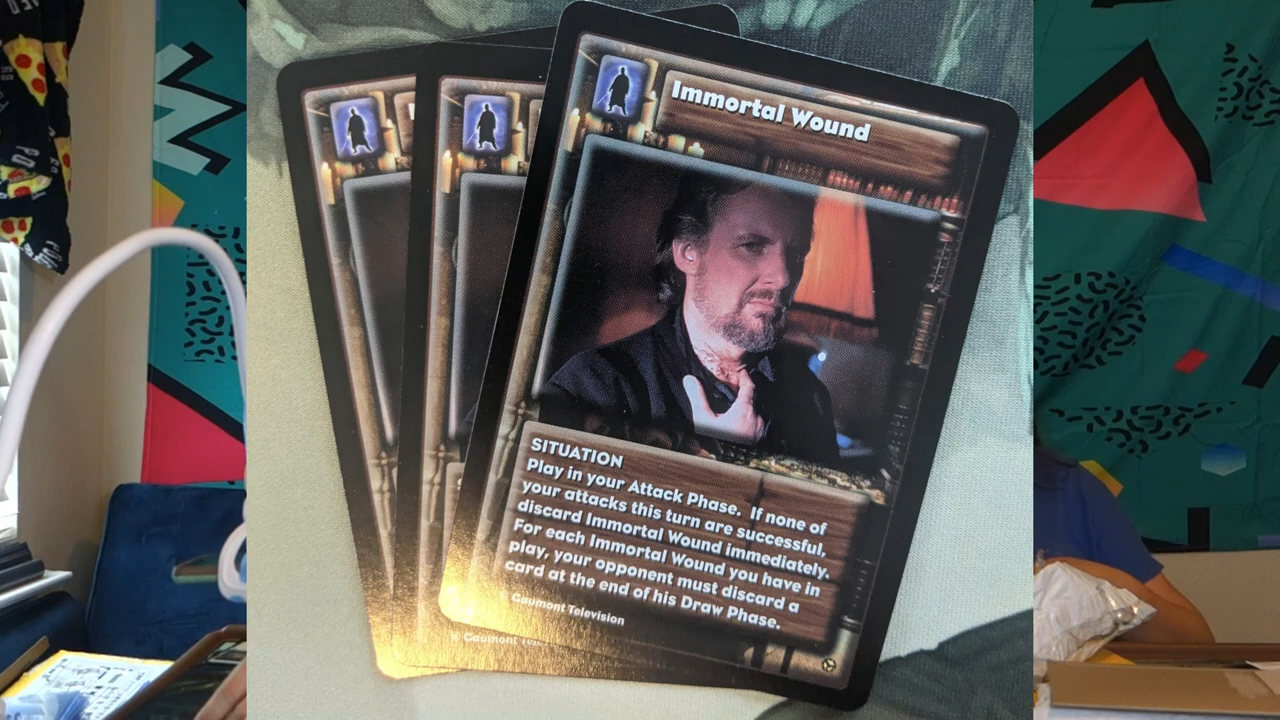 Immortal Wound
SITUATION
Play in your Attack Phase. If none of
your attacks this turn are successful,
discard Immortal Wound immediately.
For each Immortal Wound you have in
play, your opponent must discard a
card at the end of his Draw Phase.
© Gaumont Television
© Gaumont